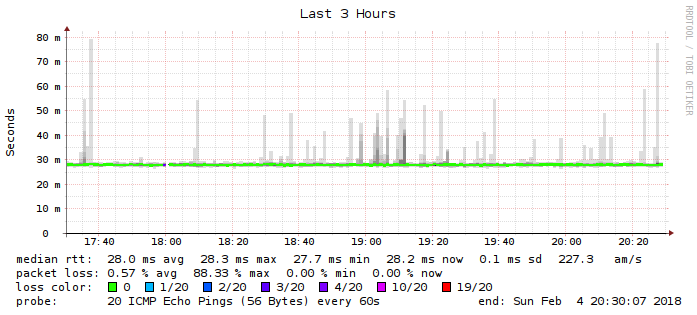 Last 3 Hours
RRDTOOL / TOBI OETIKER
Seconds
80 m
70 m
60 m
50 m
40 m
30 m
20 m
10 m
0
17:40 18:00 18:20 18:40 19:00 19:20 19:40 20:00 20:20
median rtt: 28.0 ms avg 28.3 ms max 27.7 ms min 28.2 ms now 0.1 ms sd 227.3 am/s
packet loss: 0.57 % avg 88.33 % max 0.00 % min 0.00 % now
loss color: 0 1/20 2/20 3/20 4/20 10/20 19/20
probe: 20 ICMP Echo Pings (56 Bytes) every 60s end: Sun Feb 4 20:30:07 2018